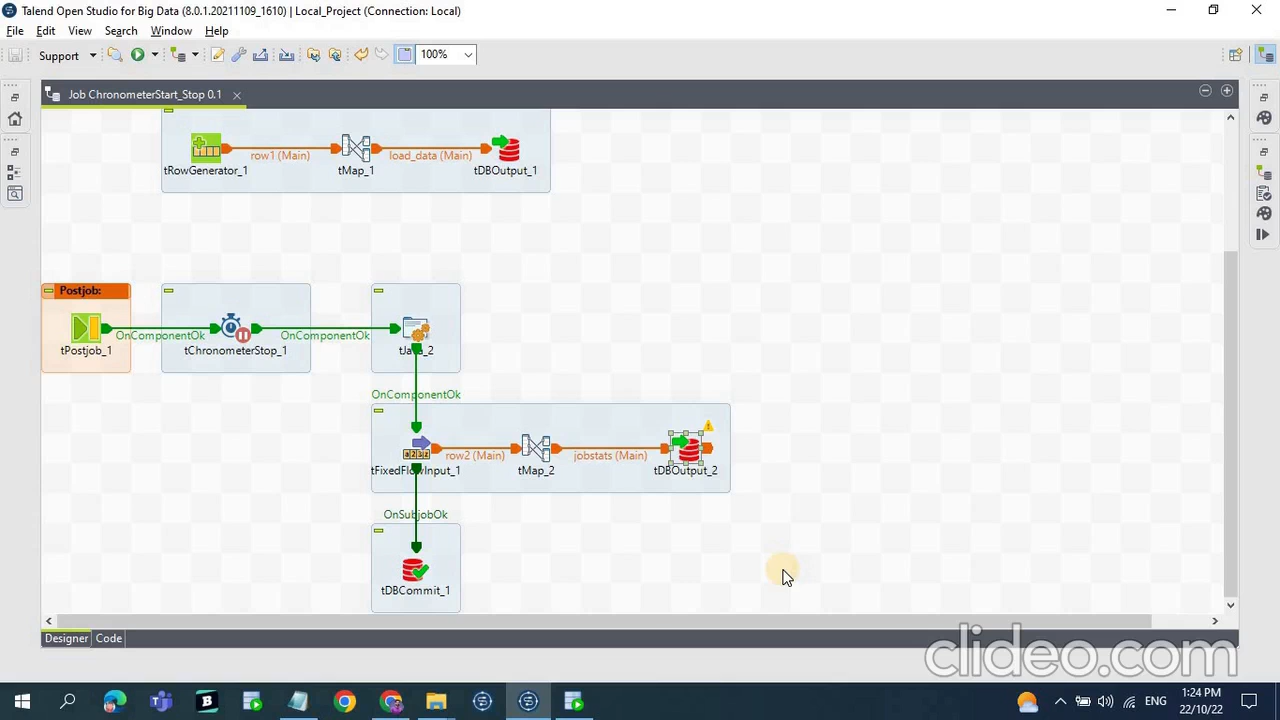 Talend Open Studio for Big Data (8.0.1.20211109_1610) | Local_Project (Connection: Local)
File Edit View Search Window Help
Support 100%
Job ChronometerStart_Stop 0.1
row1 (Main) load_data (Main)
tRowGenerator_1 tMap_1 tDBOutput_1
Postjob:
OnComponentOk OnComponentOk
tPostjob_1 tChronometerStop_1 tJava_2
OnComponentOk
row2 (Main) jobstats (Main)
tFixedFlowInput_1 tMap_2 tDBOutput_2
OnSubjobOk
tDBCommit_1
Designer Code
clideo.com
ENG 1:24 PM
22/10/22